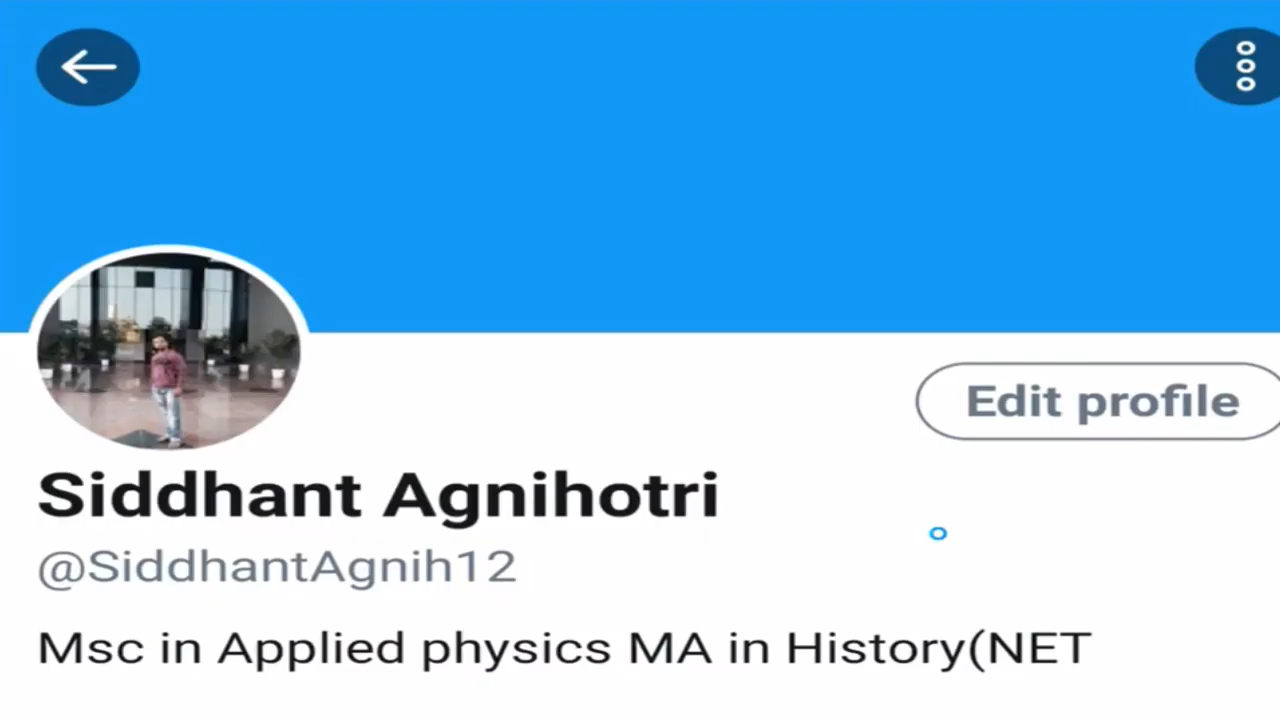 Edit profile
Siddhant Agnihotri
@SiddhantAgnih12
Msc in Applied physics MA in History(NET